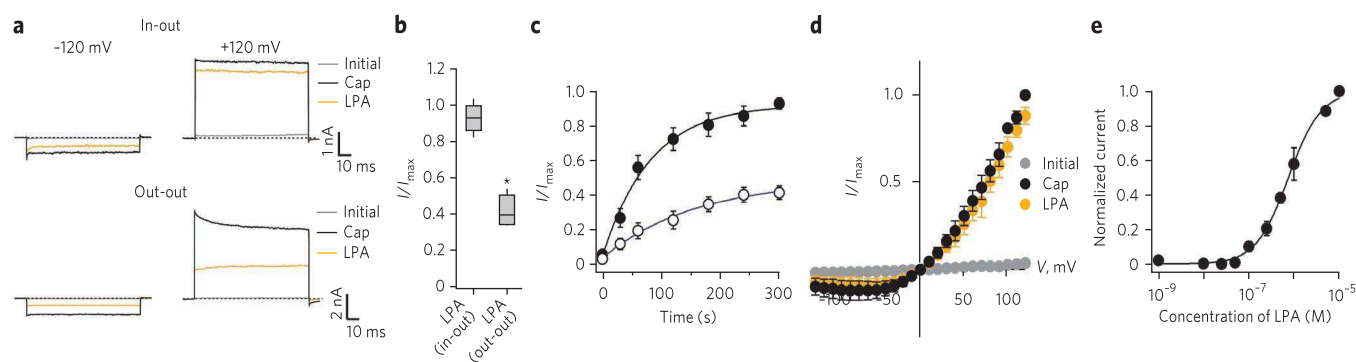 a
In-out
–120 mV
+120 mV
Initial
Cap
LPA
1 nA
10 ms
Out-out
Initial
Cap
LPA
2 nA
10 ms
b
1.2
1.0
0.8
0.6
0.4
0.2
0
I/Imax
*
LPA
(in-out)
LPA
(out-out)
c
1.0
0.8
0.6
0.4
0.2
0
I/Imax
0
120
200
300
Time (s)
d
1.0
0.5
I/Imax
Initial
Cap
LPA
V, mV
–100
–50
50
100
e
1.0
0.8
0.6
0.4
0.2
0
Normalized current
10⁻⁹
10⁻⁷
10⁻⁵
Concentration of LPA (M)